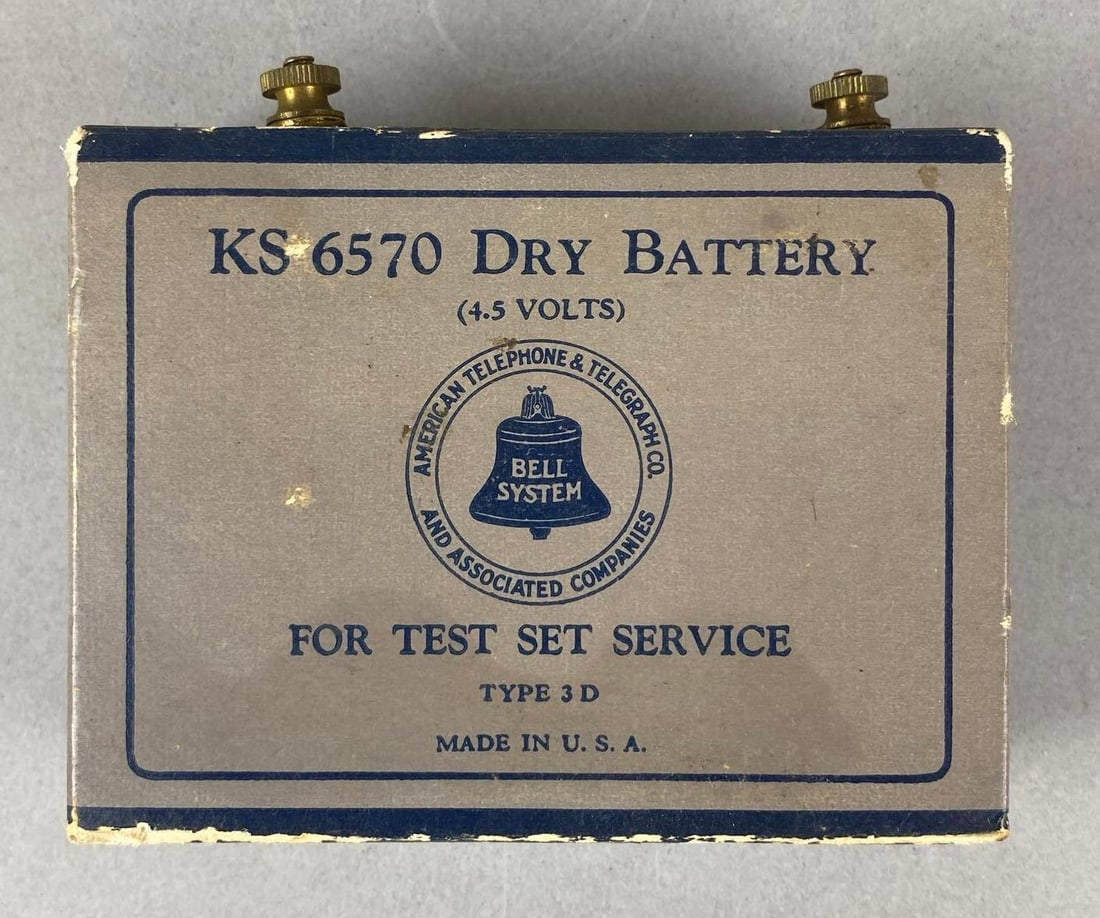 KS 6570 DRY BATTERY
(4.5 VOLTS)
AMERICAN TELEPHONE & TELEGRAPH CO.
BELL
SYSTEM
AND ASSOCIATED COMPANIES
FOR TEST SET SERVICE
TYPE 3 D
MADE IN U. S. A.